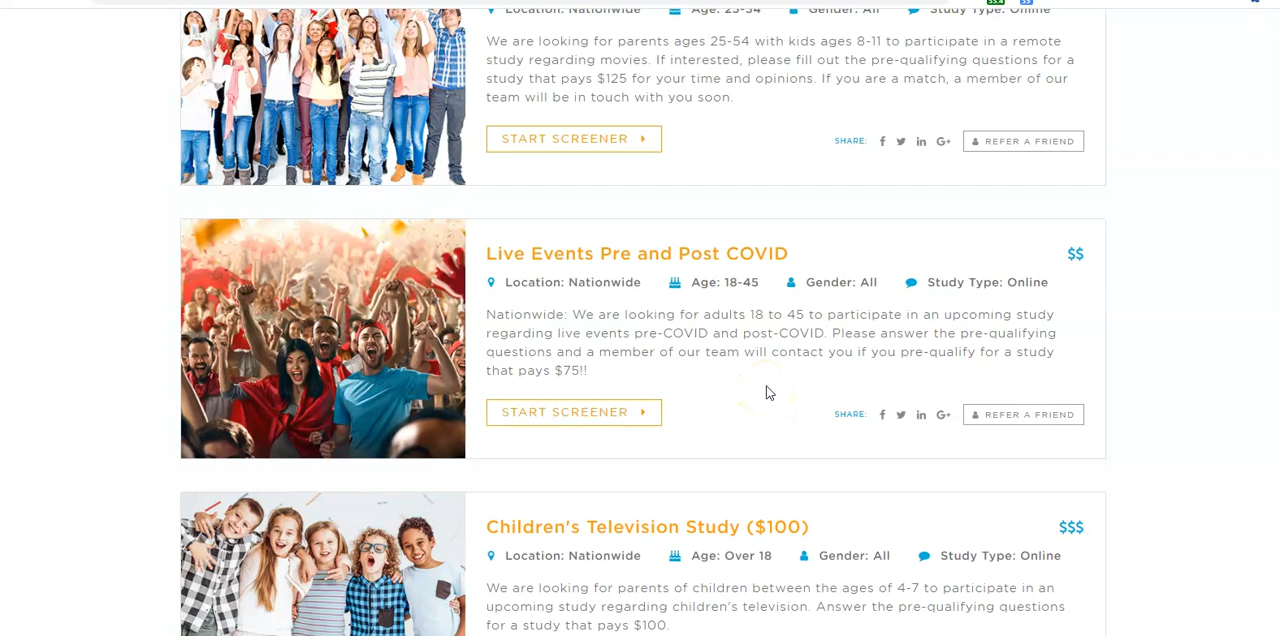 Location: Nationwide Age: 25-54 Gender: All Study Type: Online
We are looking for parents ages 25-54 with kids ages 8-11 to participate in a remote
study regarding movies. If interested, please fill out the pre-qualifying questions for a
study that pays $125 for your time and opinions. If you are a match, a member of our
team will be in touch with you soon.
START SCREENER SHARE: REFER A FRIEND
Live Events Pre and Post COVID $$
Location: Nationwide Age: 18-45 Gender: All Study Type: Online
Nationwide: We are looking for adults 18 to 45 to participate in an upcoming study
regarding live events pre-COVID and post-COVID. Please answer the pre-qualifying
questions and a member of our team will contact you if you pre-qualify for a study
that pays $75!!
START SCREENER SHARE: REFER A FRIEND
Children's Television Study ($100) $$$
Location: Nationwide Age: Over 18 Gender: All Study Type: Online
We are looking for parents of children between the ages of 4-7 to participate in an
upcoming study regarding children's television. Answer the pre-qualifying questions
for a study that pays $100.